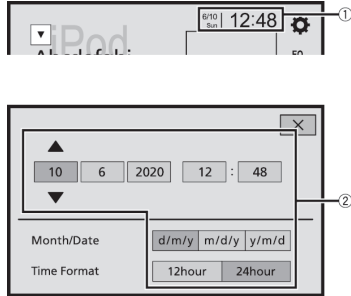 6/10
Sun 12:48 ①
iPod
▼
×
▲
10 6 2020 12 : 48
▼
②
Month/Date d/m/y m/d/y y/m/d
Time Format 12hour 24hour